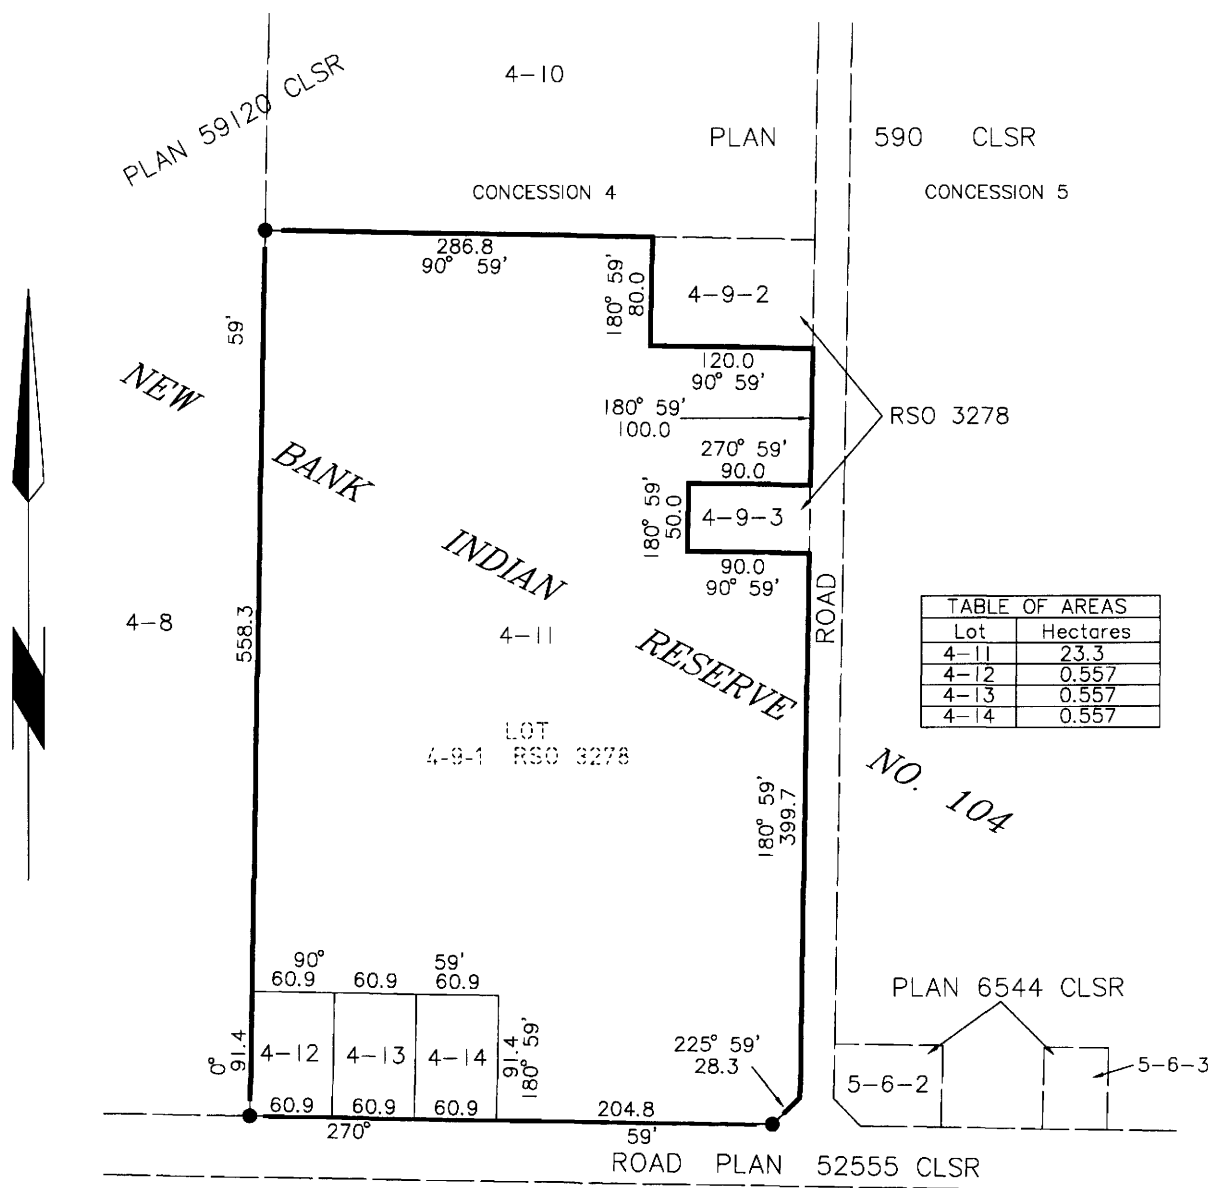 4-10
PLAN 59120 CLSR
PLAN 590 CLSR
CONCESSION 4
CONCESSION 5
286.8
90° 59'
180° 59'
80.0
4-9-2
59'
120.0
90° 59'
NEW
180° 59'
100.0
RSO 3278
270° 59'
90.0
BANK
180° 59'
50.0
4-9-3
INDIAN
90.0
90° 59'
ROAD
TABLE OF AREAS
Lot Hectares
4-11 23.3
4-12 0.557
4-13 0.557
4-14 0.557
4-8
558.3
4-11
RESERVE
LOT
4-9-1 RSO 3278
NO. 104
180° 59'
399.7
90° 59'
60.9 60.9 60.9
PLAN 6544 CLSR
0°
91.4
4-12 4-13 4-14
91.4
180° 59'
225° 59'
28.3
5-6-2
5-6-3
60.9 60.9 60.9 204.8
270° 59'
ROAD PLAN 52555 CLSR